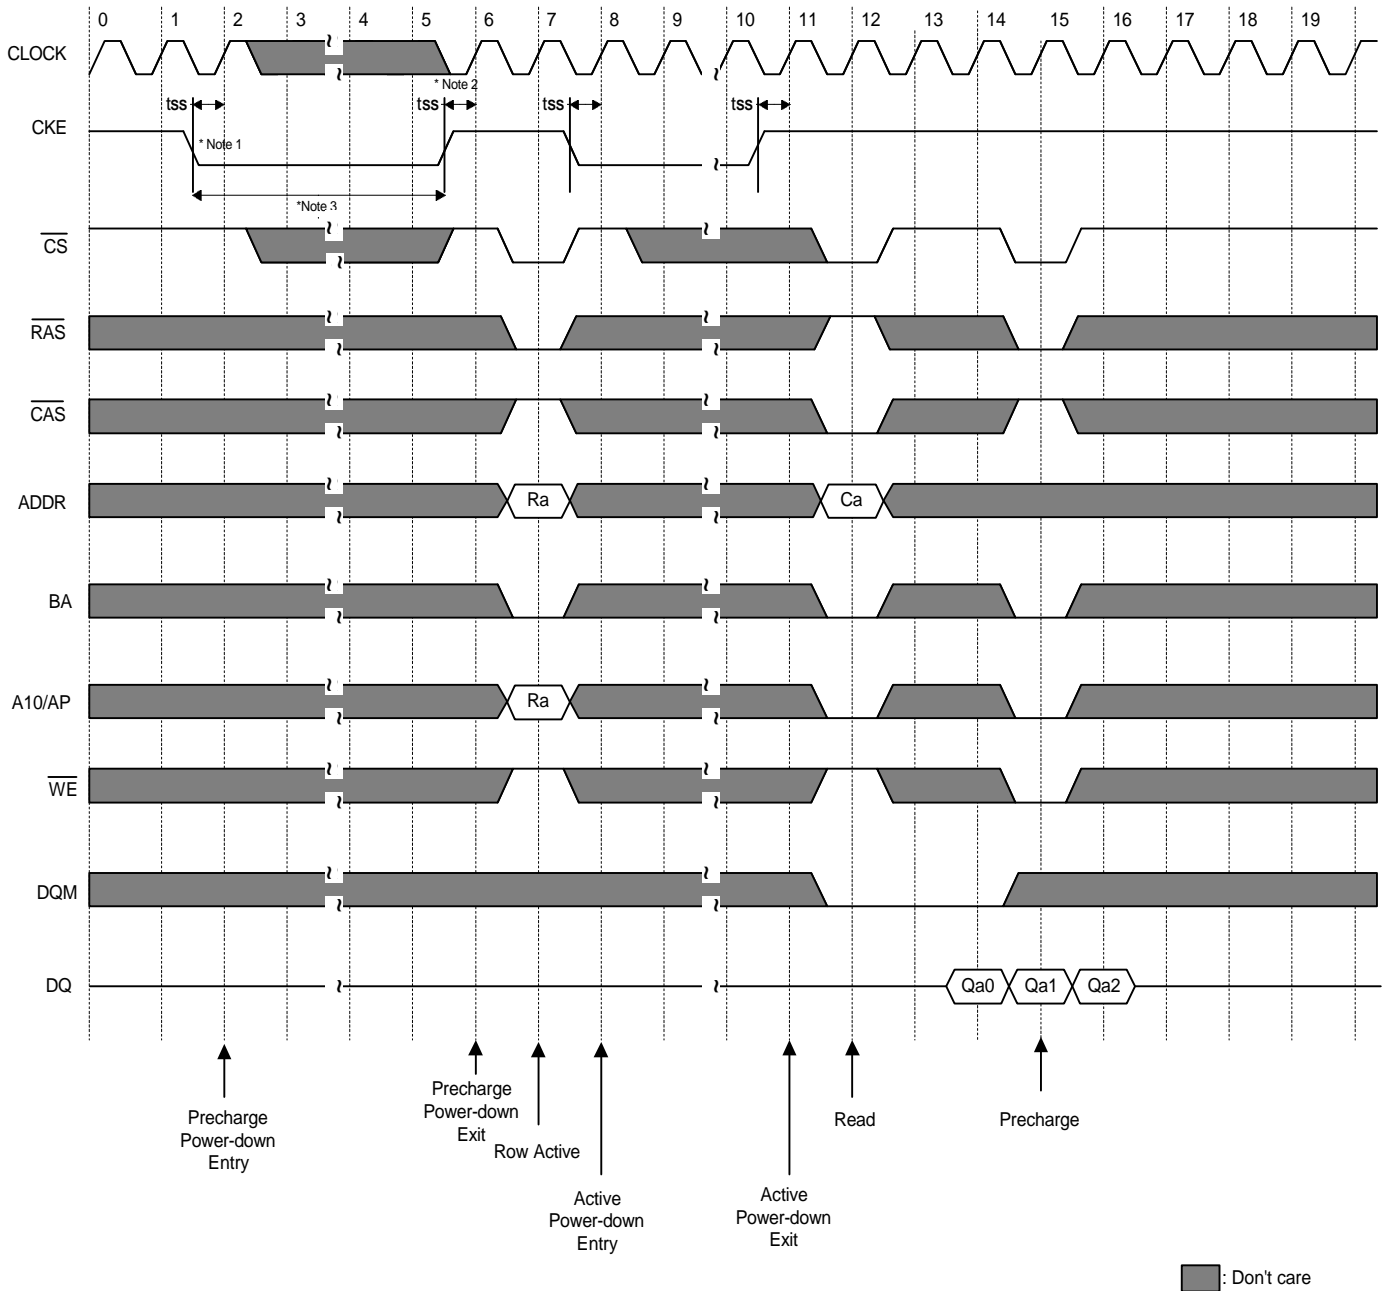 0 1 2 3 4 5 6 7 8 9 10 11 12 13 14 15 16 17 18 19
CLOCK
* Note 2
tss tss tss tss
CKE
* Note 1
*Note 3
CS
RAS
CAS
ADDR Ra Ca
BA
A10/AP Ra
WE
DQM
DQ Qa0 Qa1 Qa2
Precharge
Power-down
Entry
Precharge
Power-down
Exit
Row Active
Active
Power-down
Entry
Active
Power-down
Exit
Read
Precharge
: Don't care